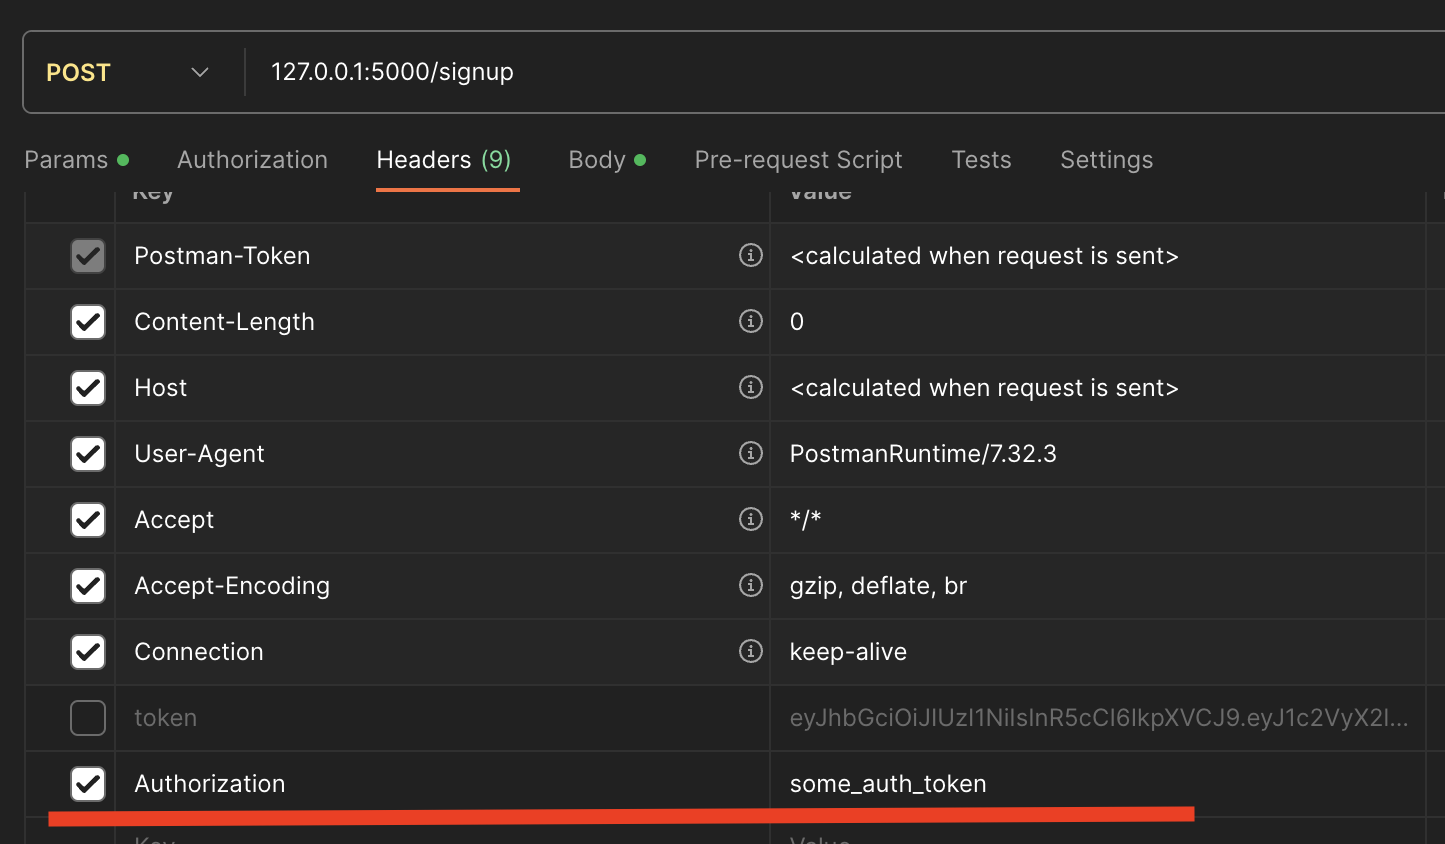 POST 127.0.0.1:5000/signup
Params Authorization Headers (9) Body Pre-request Script Tests Settings
Key Value
Postman-Token <calculated when request is sent>
Content-Length 0
Host <calculated when request is sent>
User-Agent PostmanRuntime/7.32.3
Accept */*
Accept-Encoding gzip, deflate, br
Connection keep-alive
token eyJhbGciOiJIUzI1NiIsInR5cCI6IkpXVCJ9.eyJ1c2VyX2l...
Authorization some_auth_token
Key Value